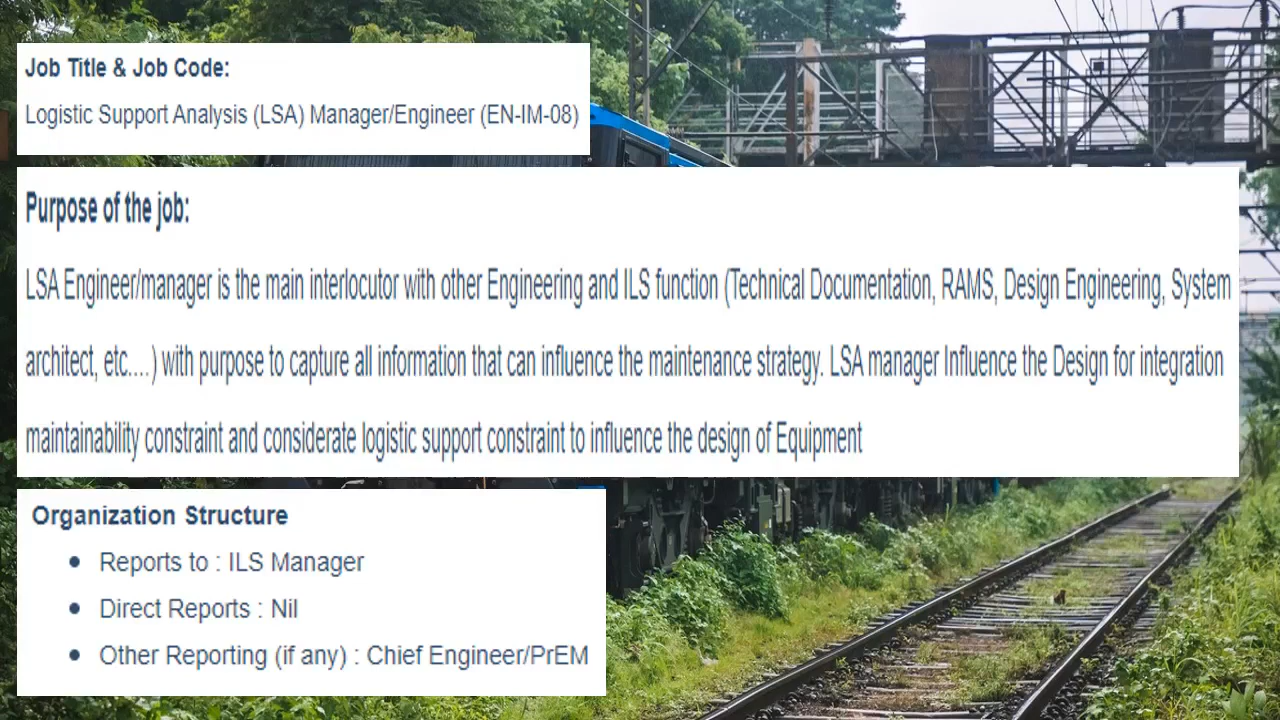 Job Title & Job Code:
Logistic Support Analysis (LSA) Manager/Engineer (EN-IM-08)
Purpose of the job:
LSA Engineer/manager is the main interlocutor with other Engineering and ILS function (Technical Documentation, RAMS, Design Engineering, System
architect, etc....) with purpose to capture all information that can influence the maintenance strategy. LSA manager Influence the Design for integration
maintainability constraint and considerate logistic support constraint to influence the design of Equipment
Organization Structure
• Reports to : ILS Manager
• Direct Reports : Nil
• Other Reporting (if any) : Chief Engineer/PrEM